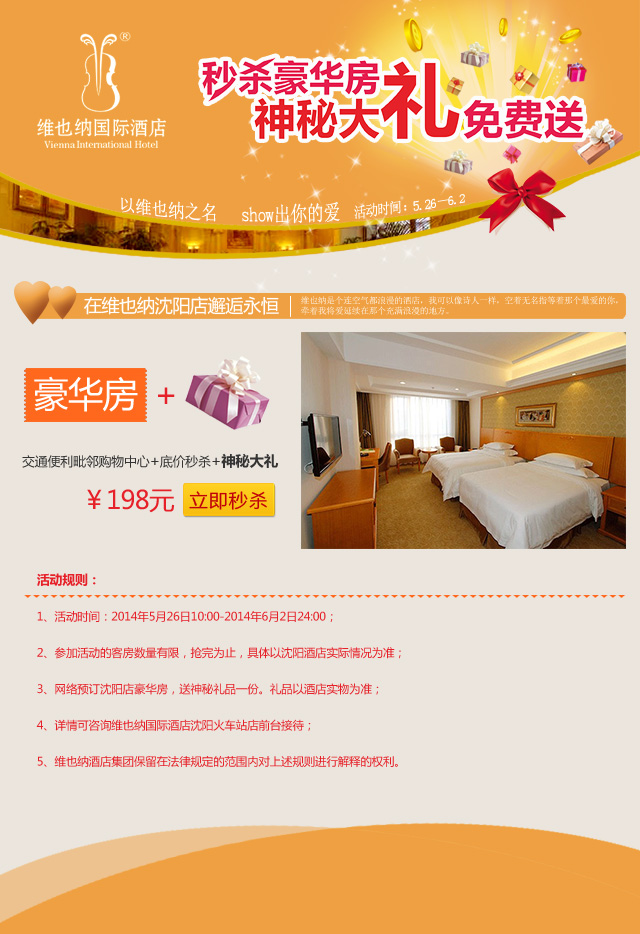 ®
维也纳国际酒店
Vienna International Hotel
秒杀豪华房
神秘大礼免费送
以维也纳之名 show出你的爱 活动时间：5.26—6.2
在维也纳沈阳店邂逅永恒
维也纳是个连空气都浪漫的酒店，我可以像诗人一样，空着无名指等着那个最爱的你，
牵着我将爱延续在那个充满浪漫的地方。
豪华房 +
交通便利毗邻购物中心+底价秒杀+神秘大礼
￥198元 立即秒杀
活动规则：
1、活动时间：2014年5月26日10:00-2014年6月2日24:00；
2、参加活动的客房数量有限，抢完为止，具体以沈阳酒店实际情况为准；
3、网络预订沈阳店豪华房，送神秘礼品一份。礼品以酒店实物为准；
4、详情可咨询维也纳国际酒店沈阳火车站店前台接待；
5、维也纳酒店集团保留在法律规定的范围内对上述规则进行解释的权利。